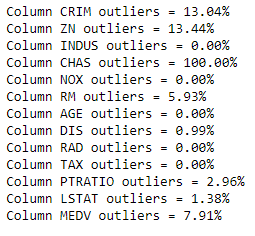 Column CRIM outliers = 13.04%
Column ZN outliers = 13.44%
Column INDUS outliers = 0.00%
Column CHAS outliers = 100.00%
Column NOX outliers = 0.00%
Column RM outliers = 5.93%
Column AGE outliers = 0.00%
Column DIS outliers = 0.99%
Column RAD outliers = 0.00%
Column TAX outliers = 0.00%
Column PTRATIO outliers = 2.96%
Column LSTAT outliers = 1.38%
Column MEDV outliers = 7.91%